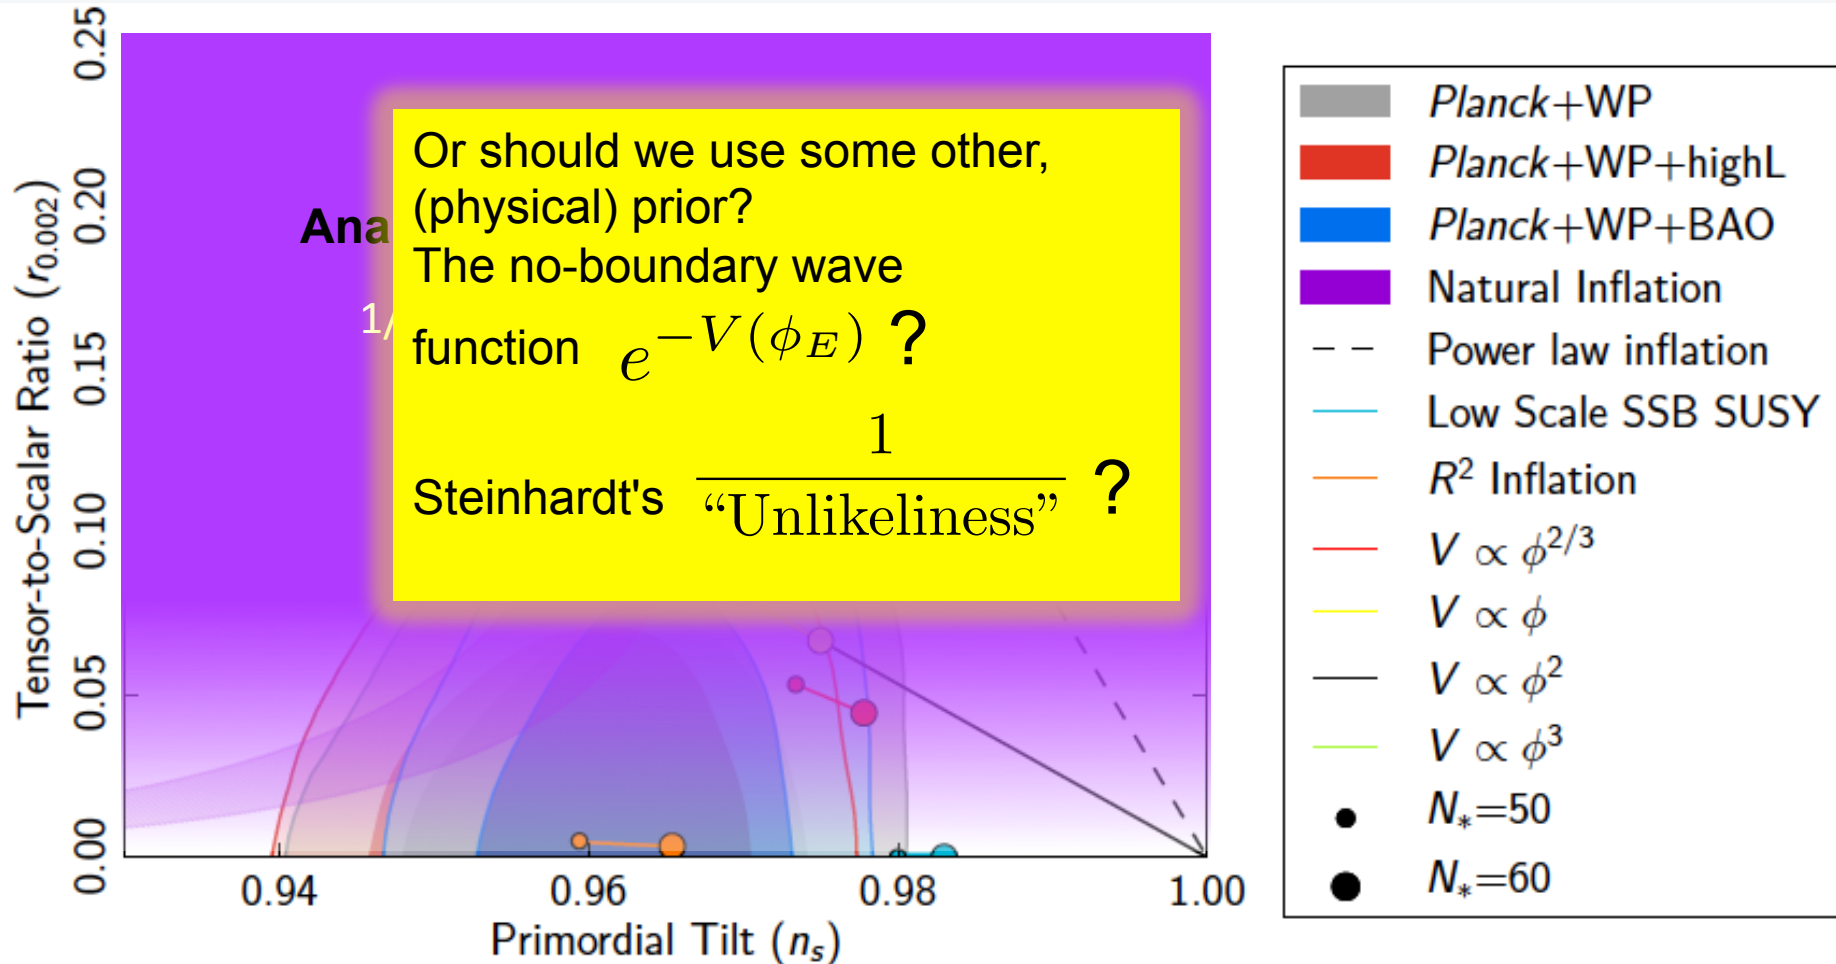 0.25
0.20
0.15
0.10
0.05
0.00
Tensor-to-Scalar Ratio (r_{0.002})
Ana
1/
Or should we use some other,
(physical) prior?
The no-boundary wave
function e^{-V(\phi_E)} ?
Steinhardt's \frac{1}{“Unlikeliness”} ?
0.94 0.96 0.98 1.00
Primordial Tilt (n_s)
Planck+WP
Planck+WP+highL
Planck+WP+BAO
Natural Inflation
Power law inflation
Low Scale SSB SUSY
R² Inflation
V ∝ ϕ^{2/3}
V ∝ ϕ
V ∝ ϕ²
V ∝ ϕ³
N_*=50
N_*=60